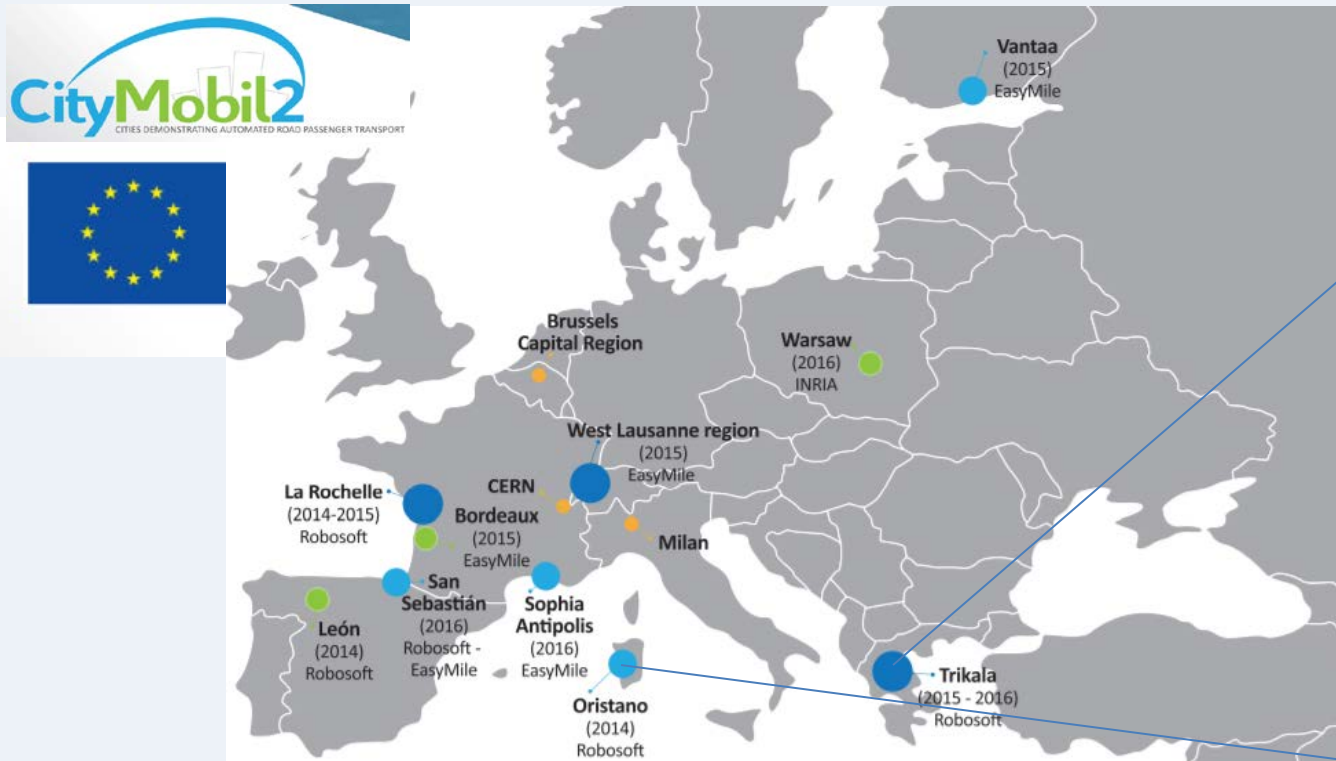 CityMobil2
CITIES DEMONSTRATING AUTOMATED ROAD PASSENGER TRANSPORT
Vantaa
(2015)
EasyMile
Brussels
Capital Region
Warsaw
(2016)
INRIA
West Lausanne region
(2015)
EasyMile
La Rochelle
(2014-2015)
Robosoft
CERN
Bordeaux
(2015)
EasyMile
Milan
San
Sebastián
(2016)
Robosoft -
EasyMile
Sophia
Antipolis
(2016)
EasyMile
León
(2014)
Robosoft
Oristano
(2014)
Robosoft
Trikala
(2015 - 2016)
Robosoft